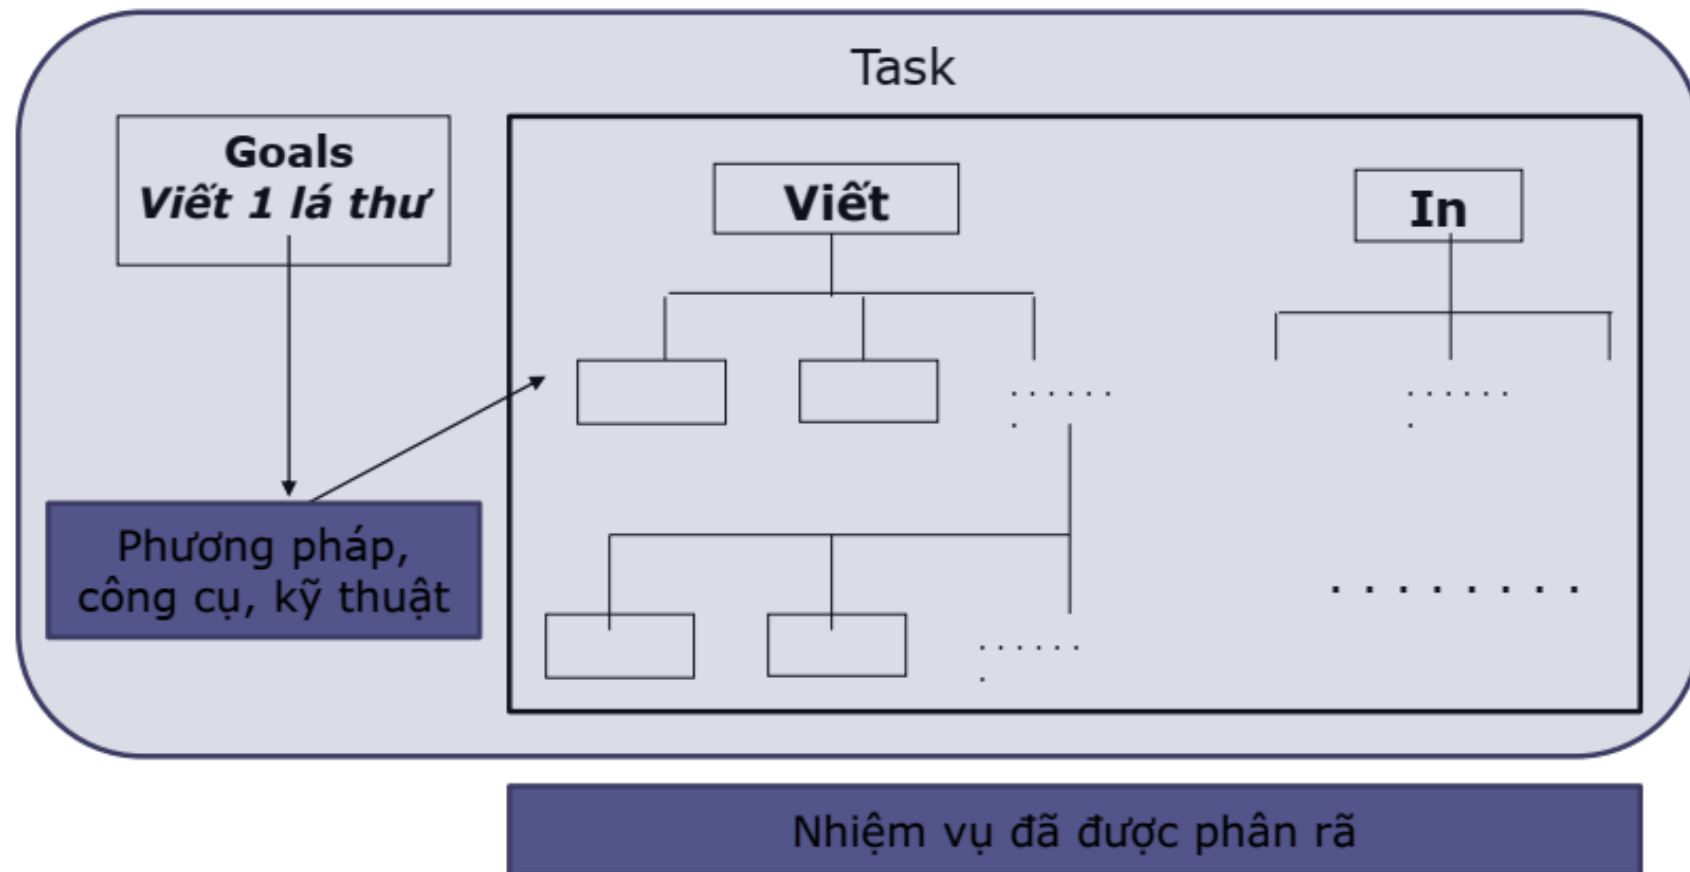 Task
Goals
Viết 1 lá thư
Viết
In
.......
.......
Phương pháp,
công cụ, kỹ thuật
.......
........
Nhiệm vụ đã được phân rã